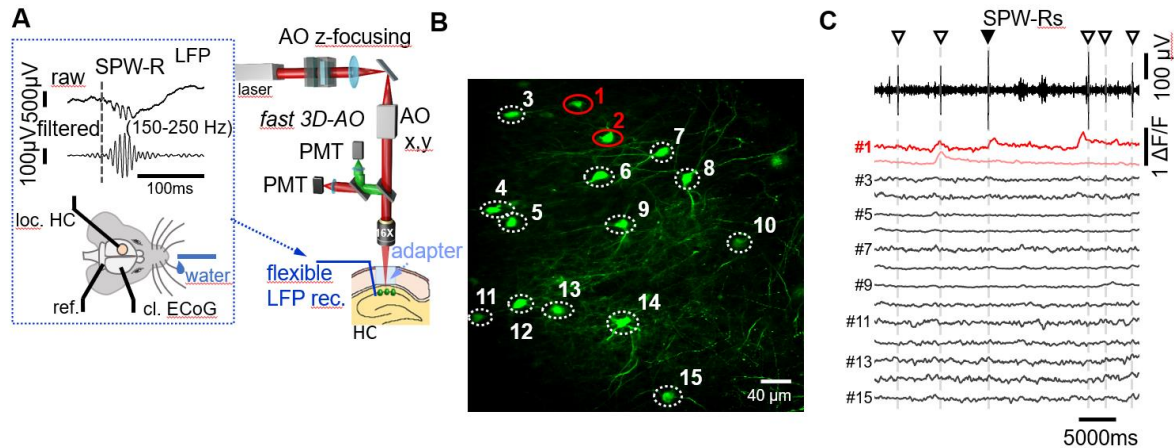 A
raw
SPW-R
LFP
500µV
filtered
(150-250 Hz)
100µV
100ms
loc. HC
water
ref.
cl. ECoG
AO z-focusing
laser
fast 3D-AO
AO
x,y
PMT
PMT
16X
adapter
flexible
LFP rec.
HC
B
1
2
3
4
5
6
7
8
9
10
11
12
13
14
15
40 µm
C
SPW-Rs
100 µV
#1
1 ΔF/F
#3
#5
#7
#9
#11
#13
#15
5000ms